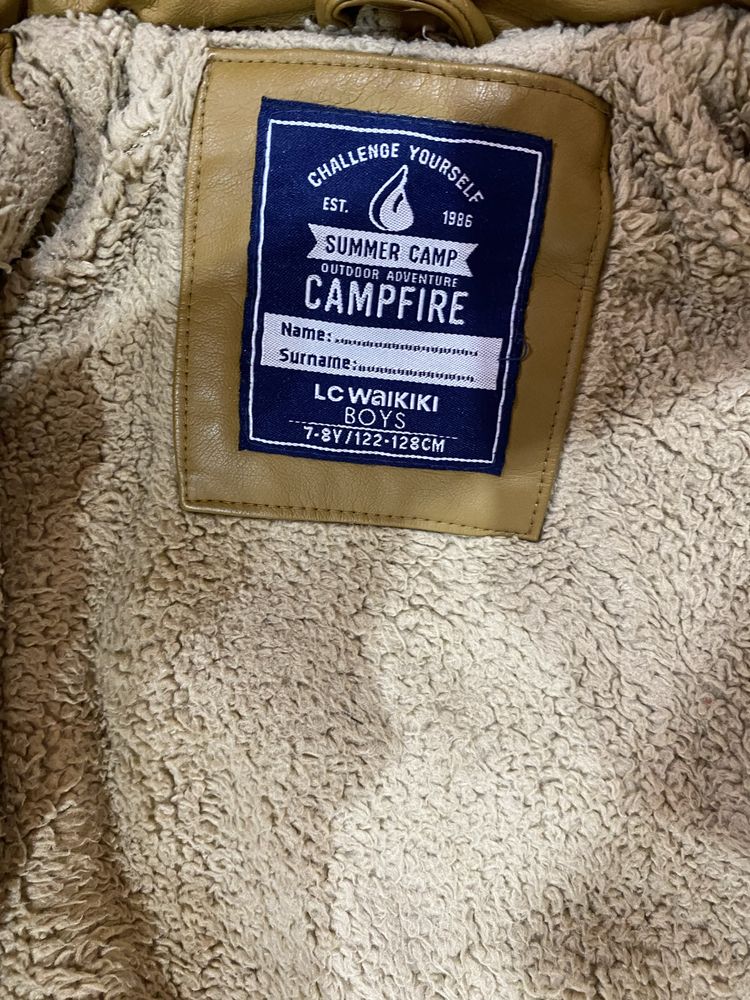 CHALLENGE YOURSELF
EST. 1986
SUMMER CAMP
OUTDOOR ADVENTURE
CAMPFIRE
Name:
Surname:
LC WAIKIKI
BOYS
7-8Y/122-128CM